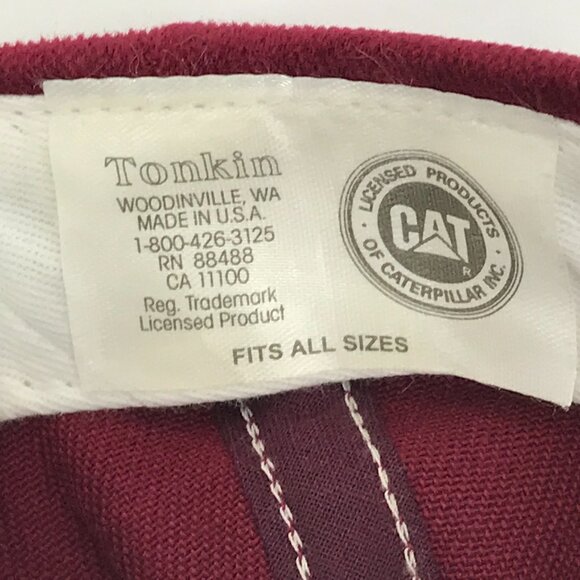 Tonkin
WOODINVILLE, WA
MADE IN U.S.A.
1-800-426-3125
RN 88488
CA 11100
Reg. Trademark
Licensed Product
· LICENSED PRODUCTS ·
OF CATERPILLAR INC.
CAT
®
FITS ALL SIZES